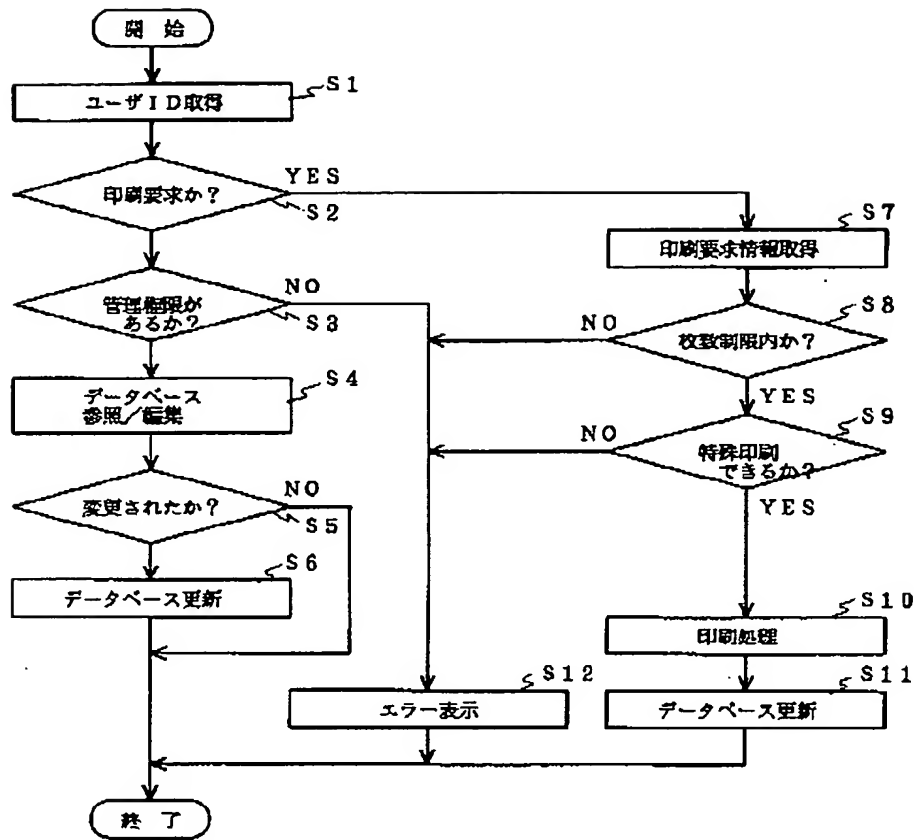 開 始
S1
ユーザID取得
YES
印刷要求か?
S2
S7
印刷要求情報取得
NO
管理権限が
あるか?
S3
S8
NO
枚数制限内か?
S4
データベース
参照/編集
YES
S9
NO
特殊印刷
できるか?
NO
変更されたか?
S5
YES
S6
データベース更新
S10
印刷処理
S12
エラー表示
S11
データベース更新
終 了